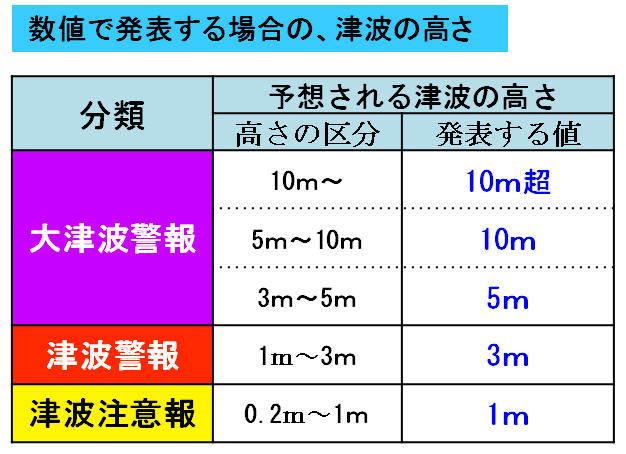 数値で発表する場合の、津波の高さ
分類
予想される津波の高さ
高さの区分
発表する値
大津波警報
10m～
10m超
5m～10m
10m
3m～5m
5m
津波警報
1m～3m
3m
津波注意報
0.2m～1m
1m